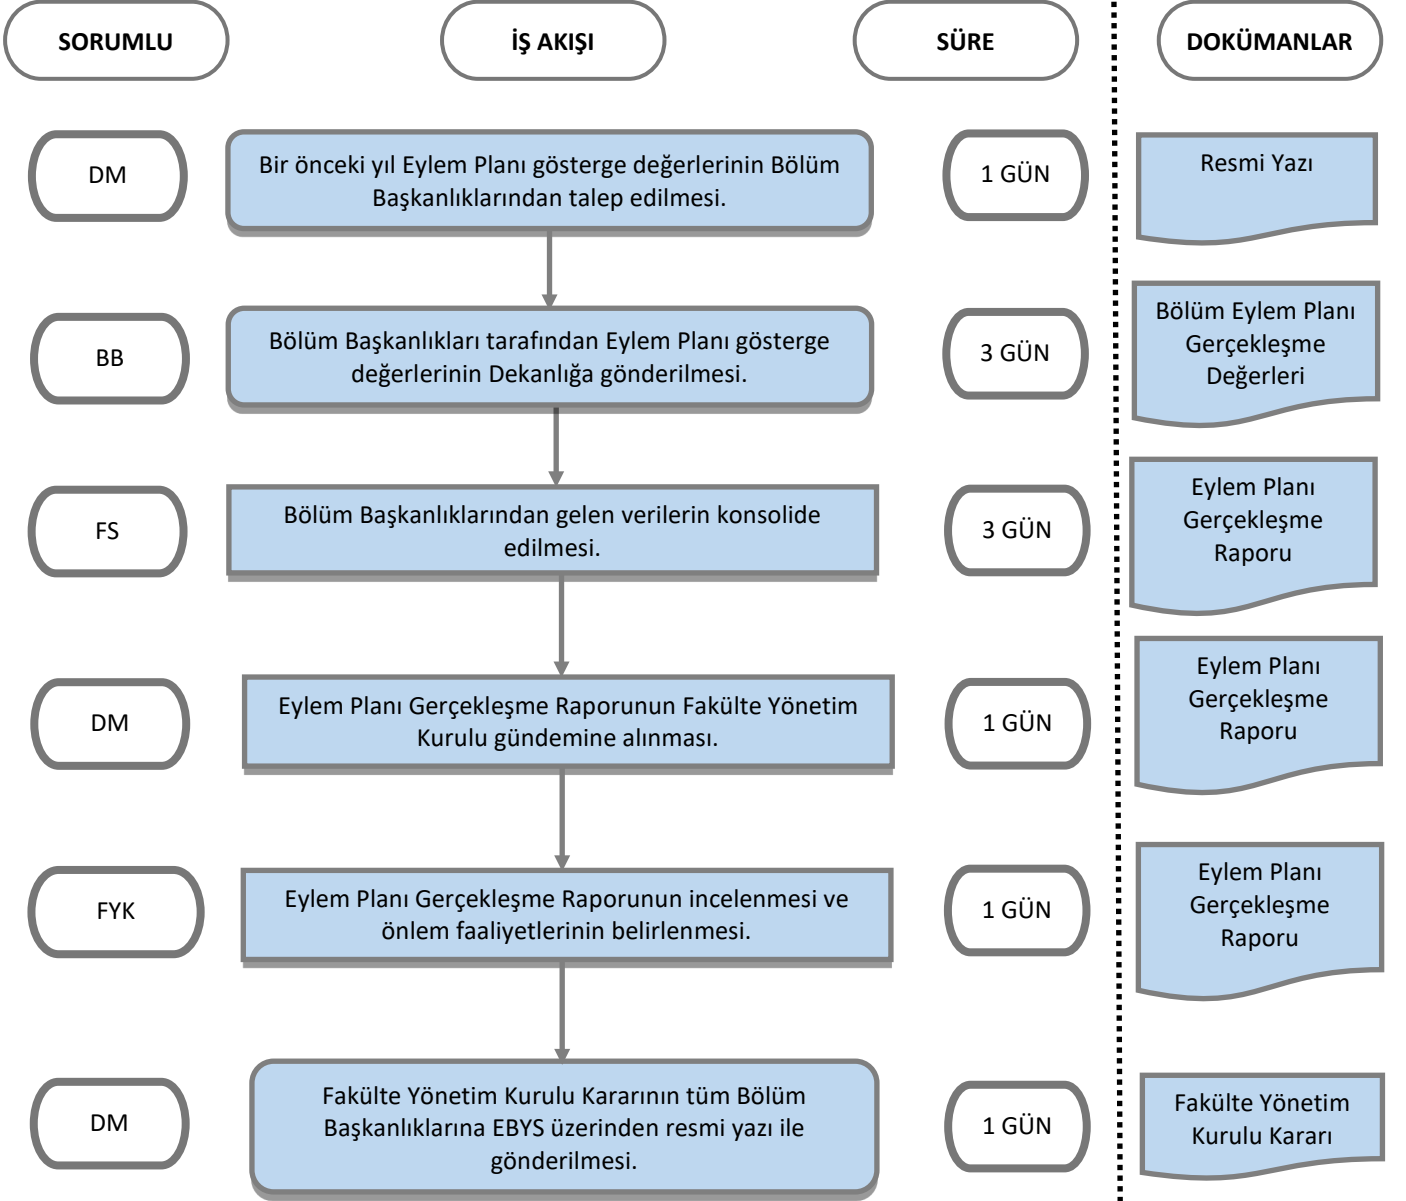 SORUMLU
İŞ AKIŞI
SÜRE
DOKÜMANLAR
DM
Bir önceki yıl Eylem Planı gösterge değerlerinin Bölüm
Başkanlıklarından talep edilmesi.
1 GÜN
Resmi Yazı
BB
Bölüm Başkanlıkları tarafından Eylem Planı gösterge
değerlerinin Dekanlığa gönderilmesi.
3 GÜN
Bölüm Eylem Planı
Gerçekleşme
Değerleri
FS
Bölüm Başkanlıklarından gelen verilerin konsolide
edilmesi.
3 GÜN
Eylem Planı
Gerçekleşme
Raporu
DM
Eylem Planı Gerçekleşme Raporunun Fakülte Yönetim
Kurulu gündemine alınması.
1 GÜN
Eylem Planı
Gerçekleşme
Raporu
FYK
Eylem Planı Gerçekleşme Raporunun incelenmesi ve
önlem faaliyetlerinin belirlenmesi.
1 GÜN
Eylem Planı
Gerçekleşme
Raporu
DM
Fakülte Yönetim Kurulu Kararının tüm Bölüm
Başkanlıklarına EBYS üzerinden resmi yazı ile
gönderilmesi.
1 GÜN
Fakülte Yönetim
Kurulu Kararı